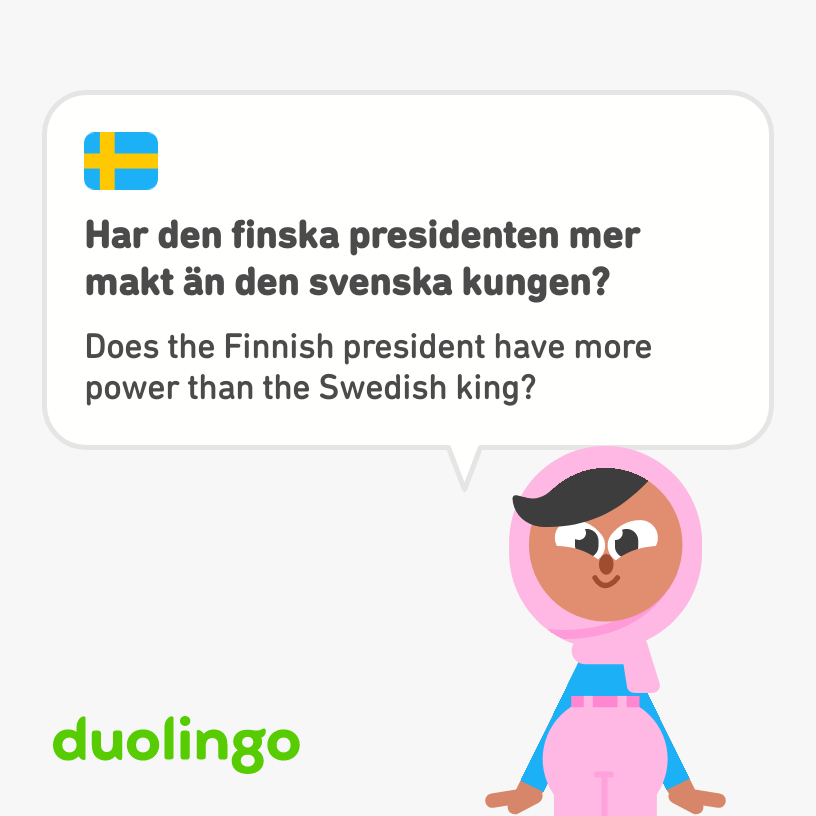 Har den finska presidenten mer
makt än den svenska kungen?
Does the Finnish president have more
power than the Swedish king?
duolingo